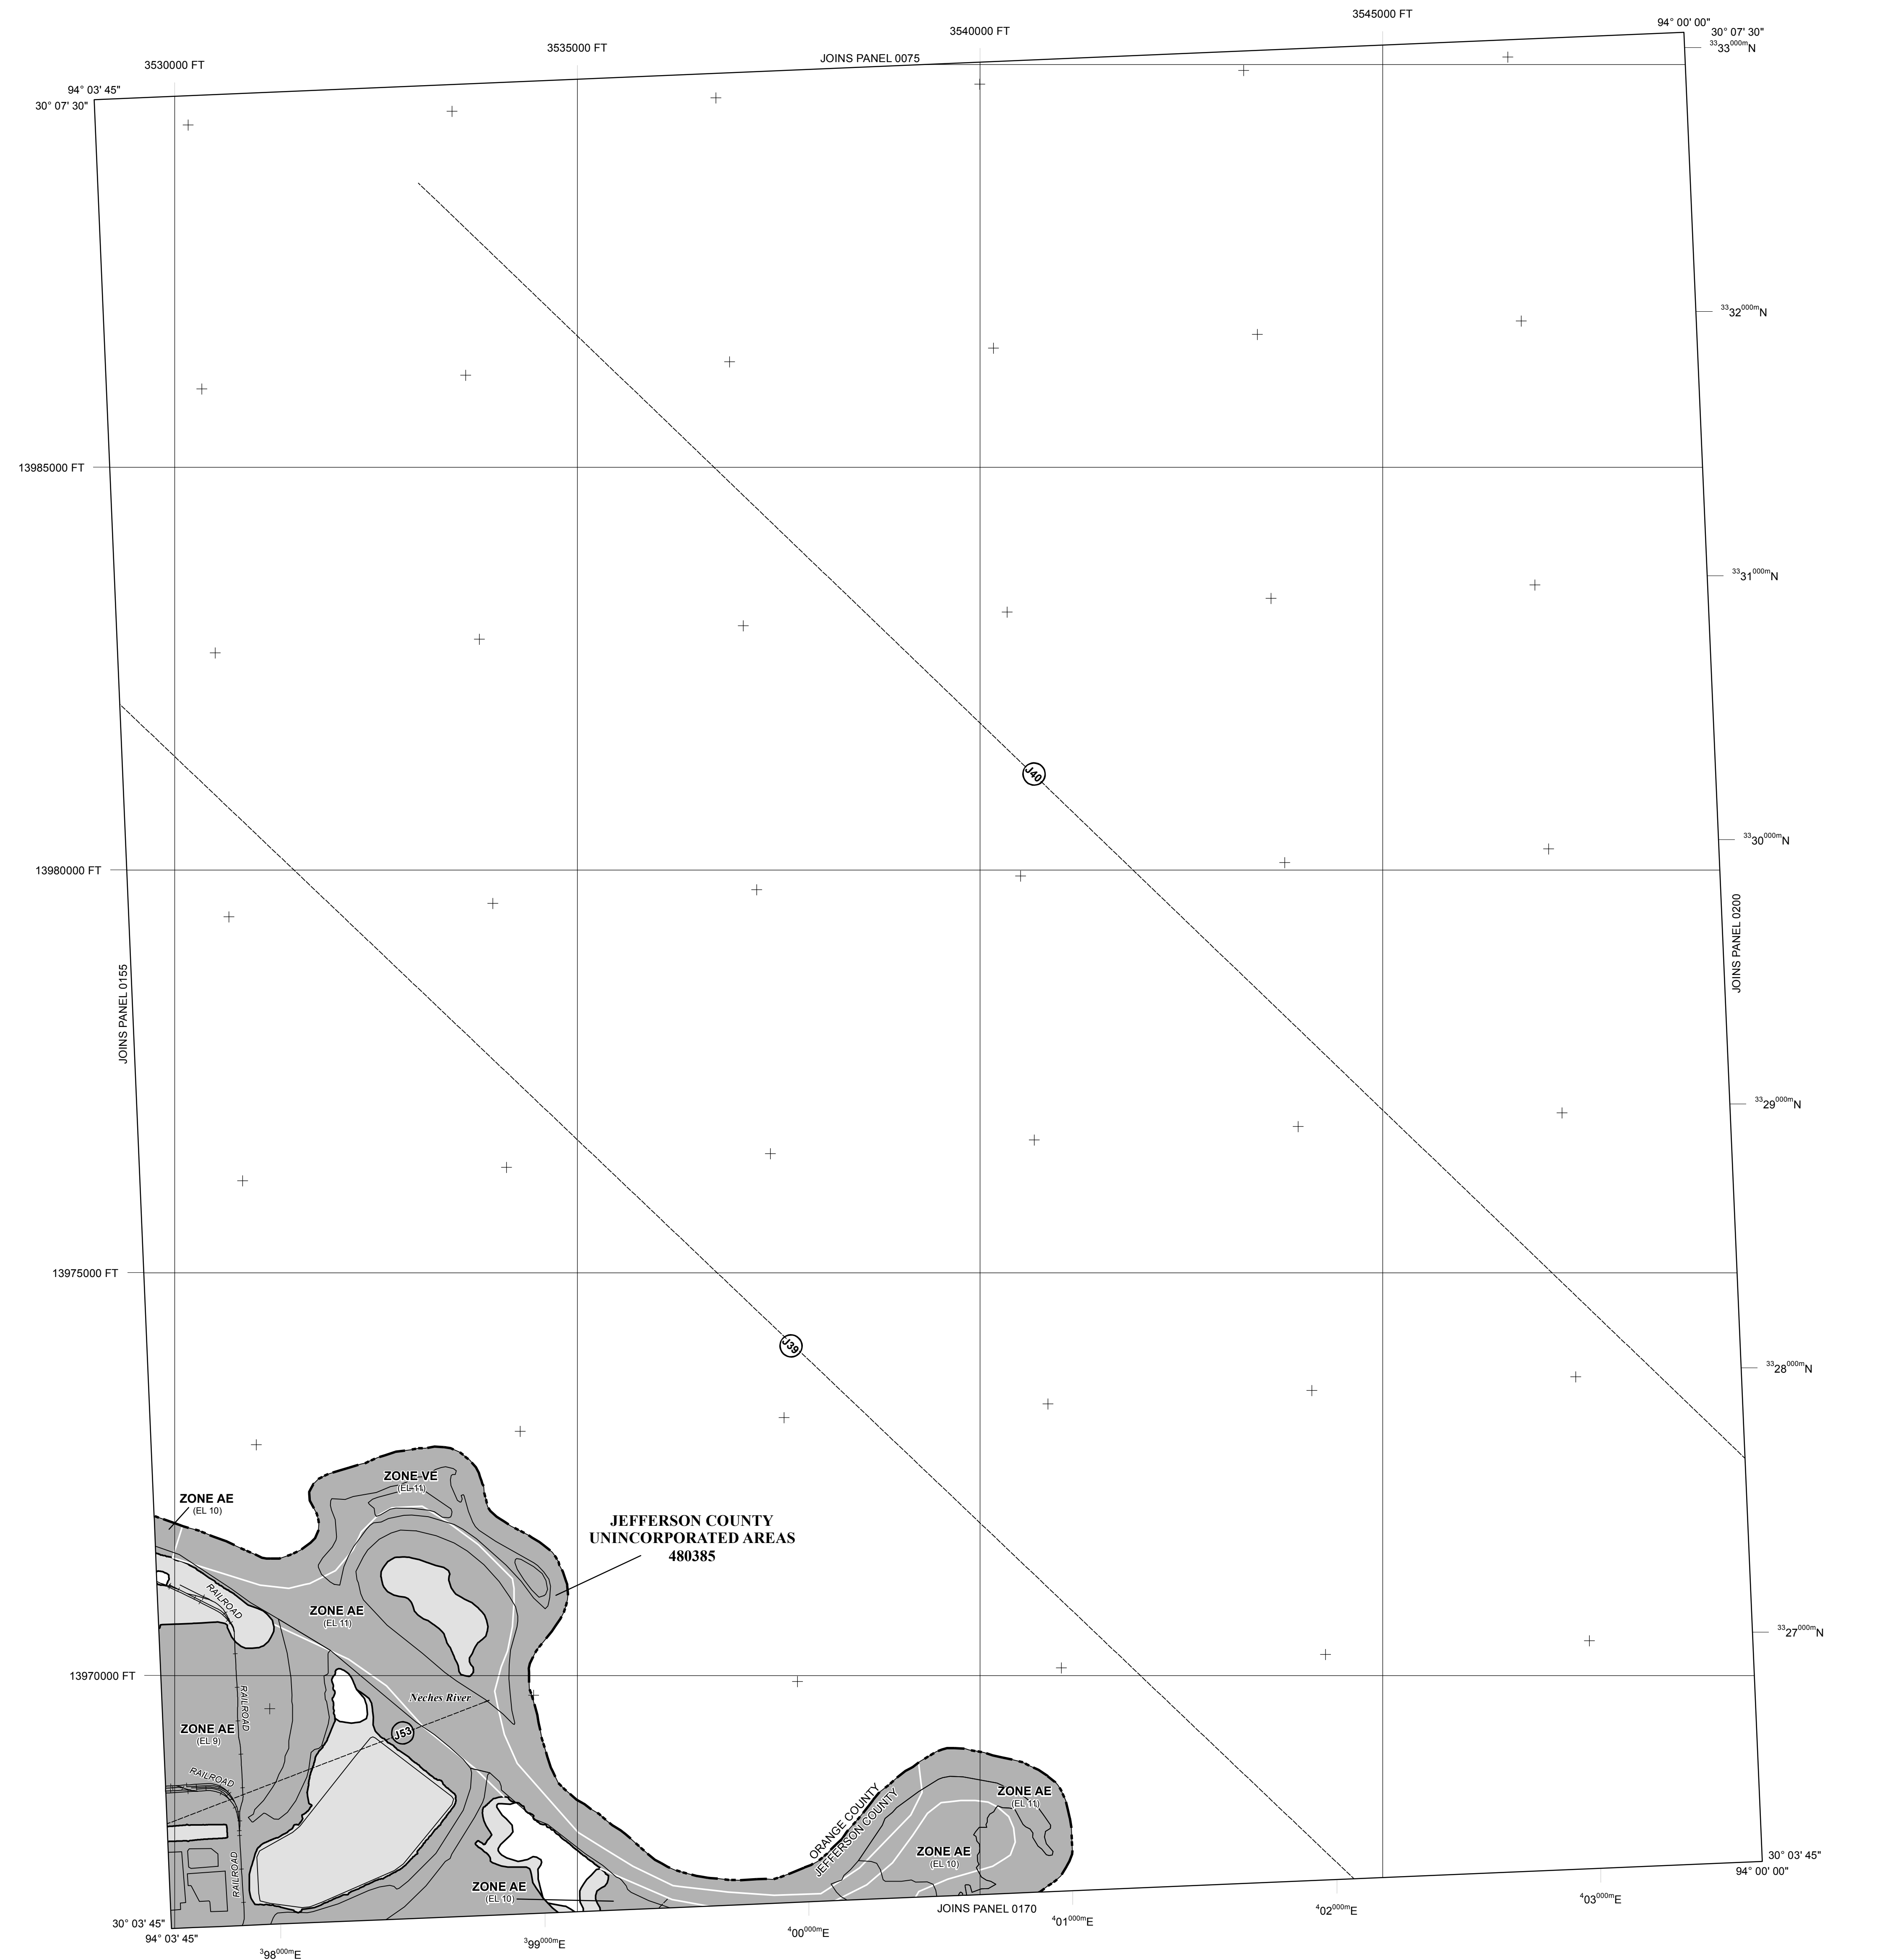 3545000 FT
94° 00' 00"
3540000 FT
30° 07' 30"
3333000mN
3535000 FT
JOINS PANEL 0075
3530000 FT
94° 03' 45"
30° 07' 30"
3332000mN
13985000 FT
3331000mN
J40
3330000mN
13980000 FT
JOINS PANEL 0200
JOINS PANEL 0155
3329000mN
13975000 FT
J39
3328000mN
ZONE VE
(EL 11)
ZONE AE
(EL 10)
JEFFERSON COUNTY
UNINCORPORATED AREAS
480385
RAILROAD
ZONE AE
(EL 11)
3327000mN
13970000 FT
Neches River
RAILROAD
J53
ZONE AE
(EL 9)
RAILROAD
ORANGE COUNTY
JEFFERSON COUNTY
ZONE AE
(EL 11)
ZONE AE
(EL 10)
RAILROAD
ZONE AE
(EL 10)
30° 03' 45"
94° 00' 00"
JOINS PANEL 0170
30° 03' 45"
94° 03' 45"
398000mE
399000mE
400000mE
401000mE
402000mE
403000mE